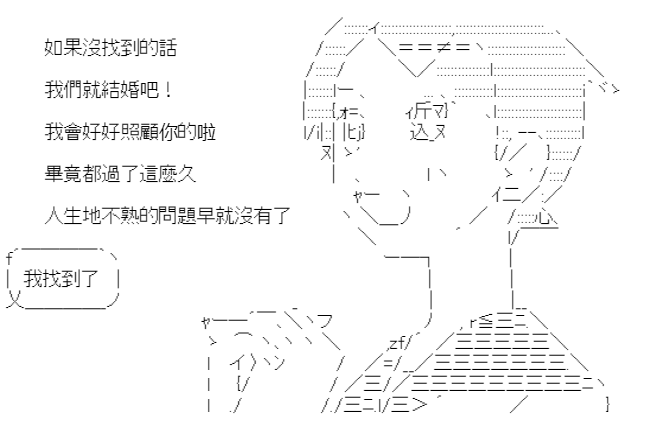 如果沒找到的話
我們就結婚吧！
我會好好照顧你的啦
畢竟都過了這麼久
人生地不熟的問題早就沒有了
我找到了